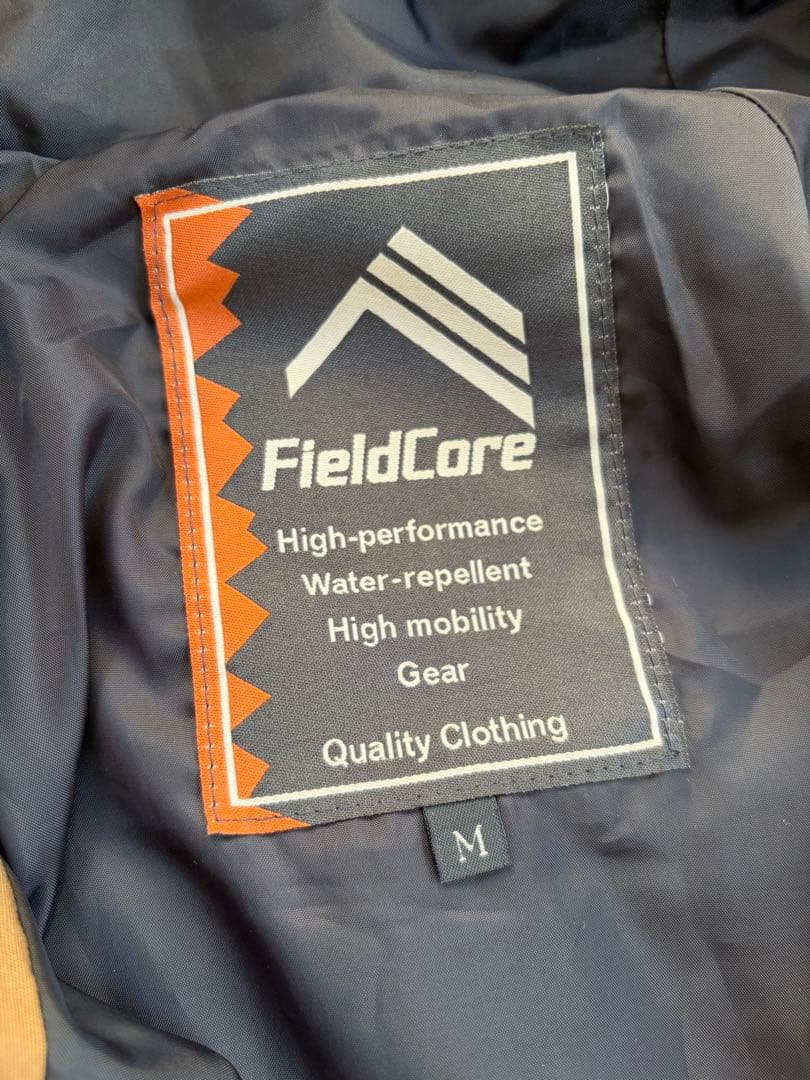 FieldCore
High-performance
Water-repellent
High mobility
Gear
Quality Clothing
M